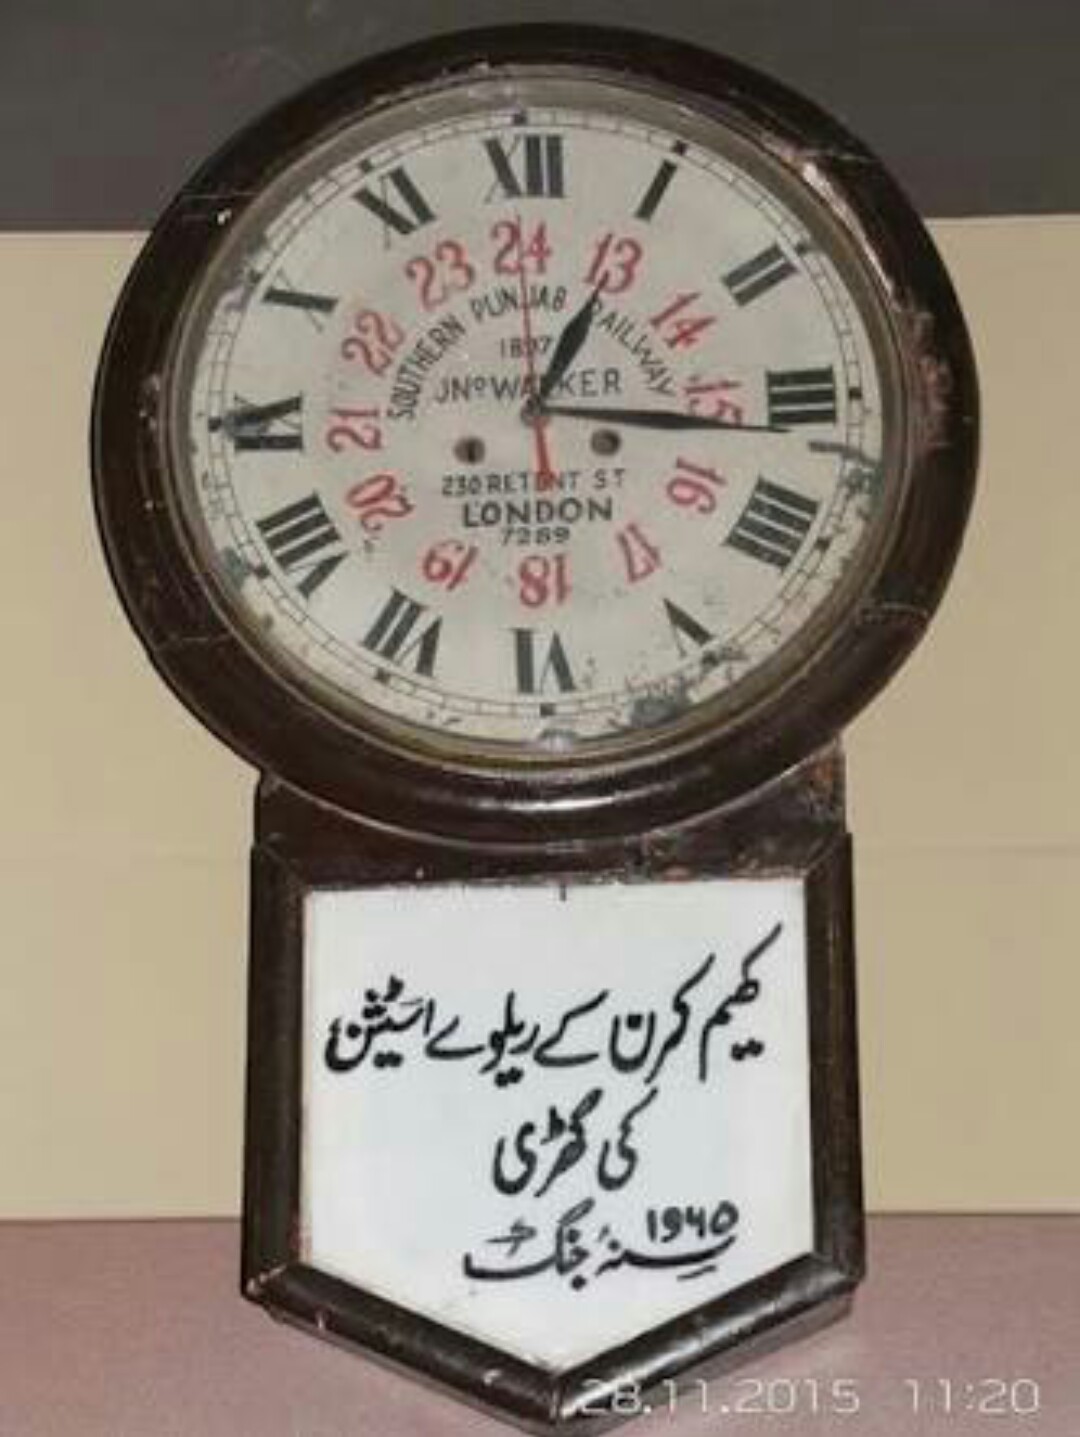 XII
I
II
III
IIII
V
VI
VII
VIII
IX
X
XI
24
13
14
15
16
17
18
19
20
21
22
23
SOUTHERN PUNJAB RAILWAY
1897
JNO WALKER
230 RETENT ST
LONDON
7289
کھیم کرن کے ریلوے اسٹیشن
کی گھڑی
سنہ جنگ 1965
28.11.2015 11:20